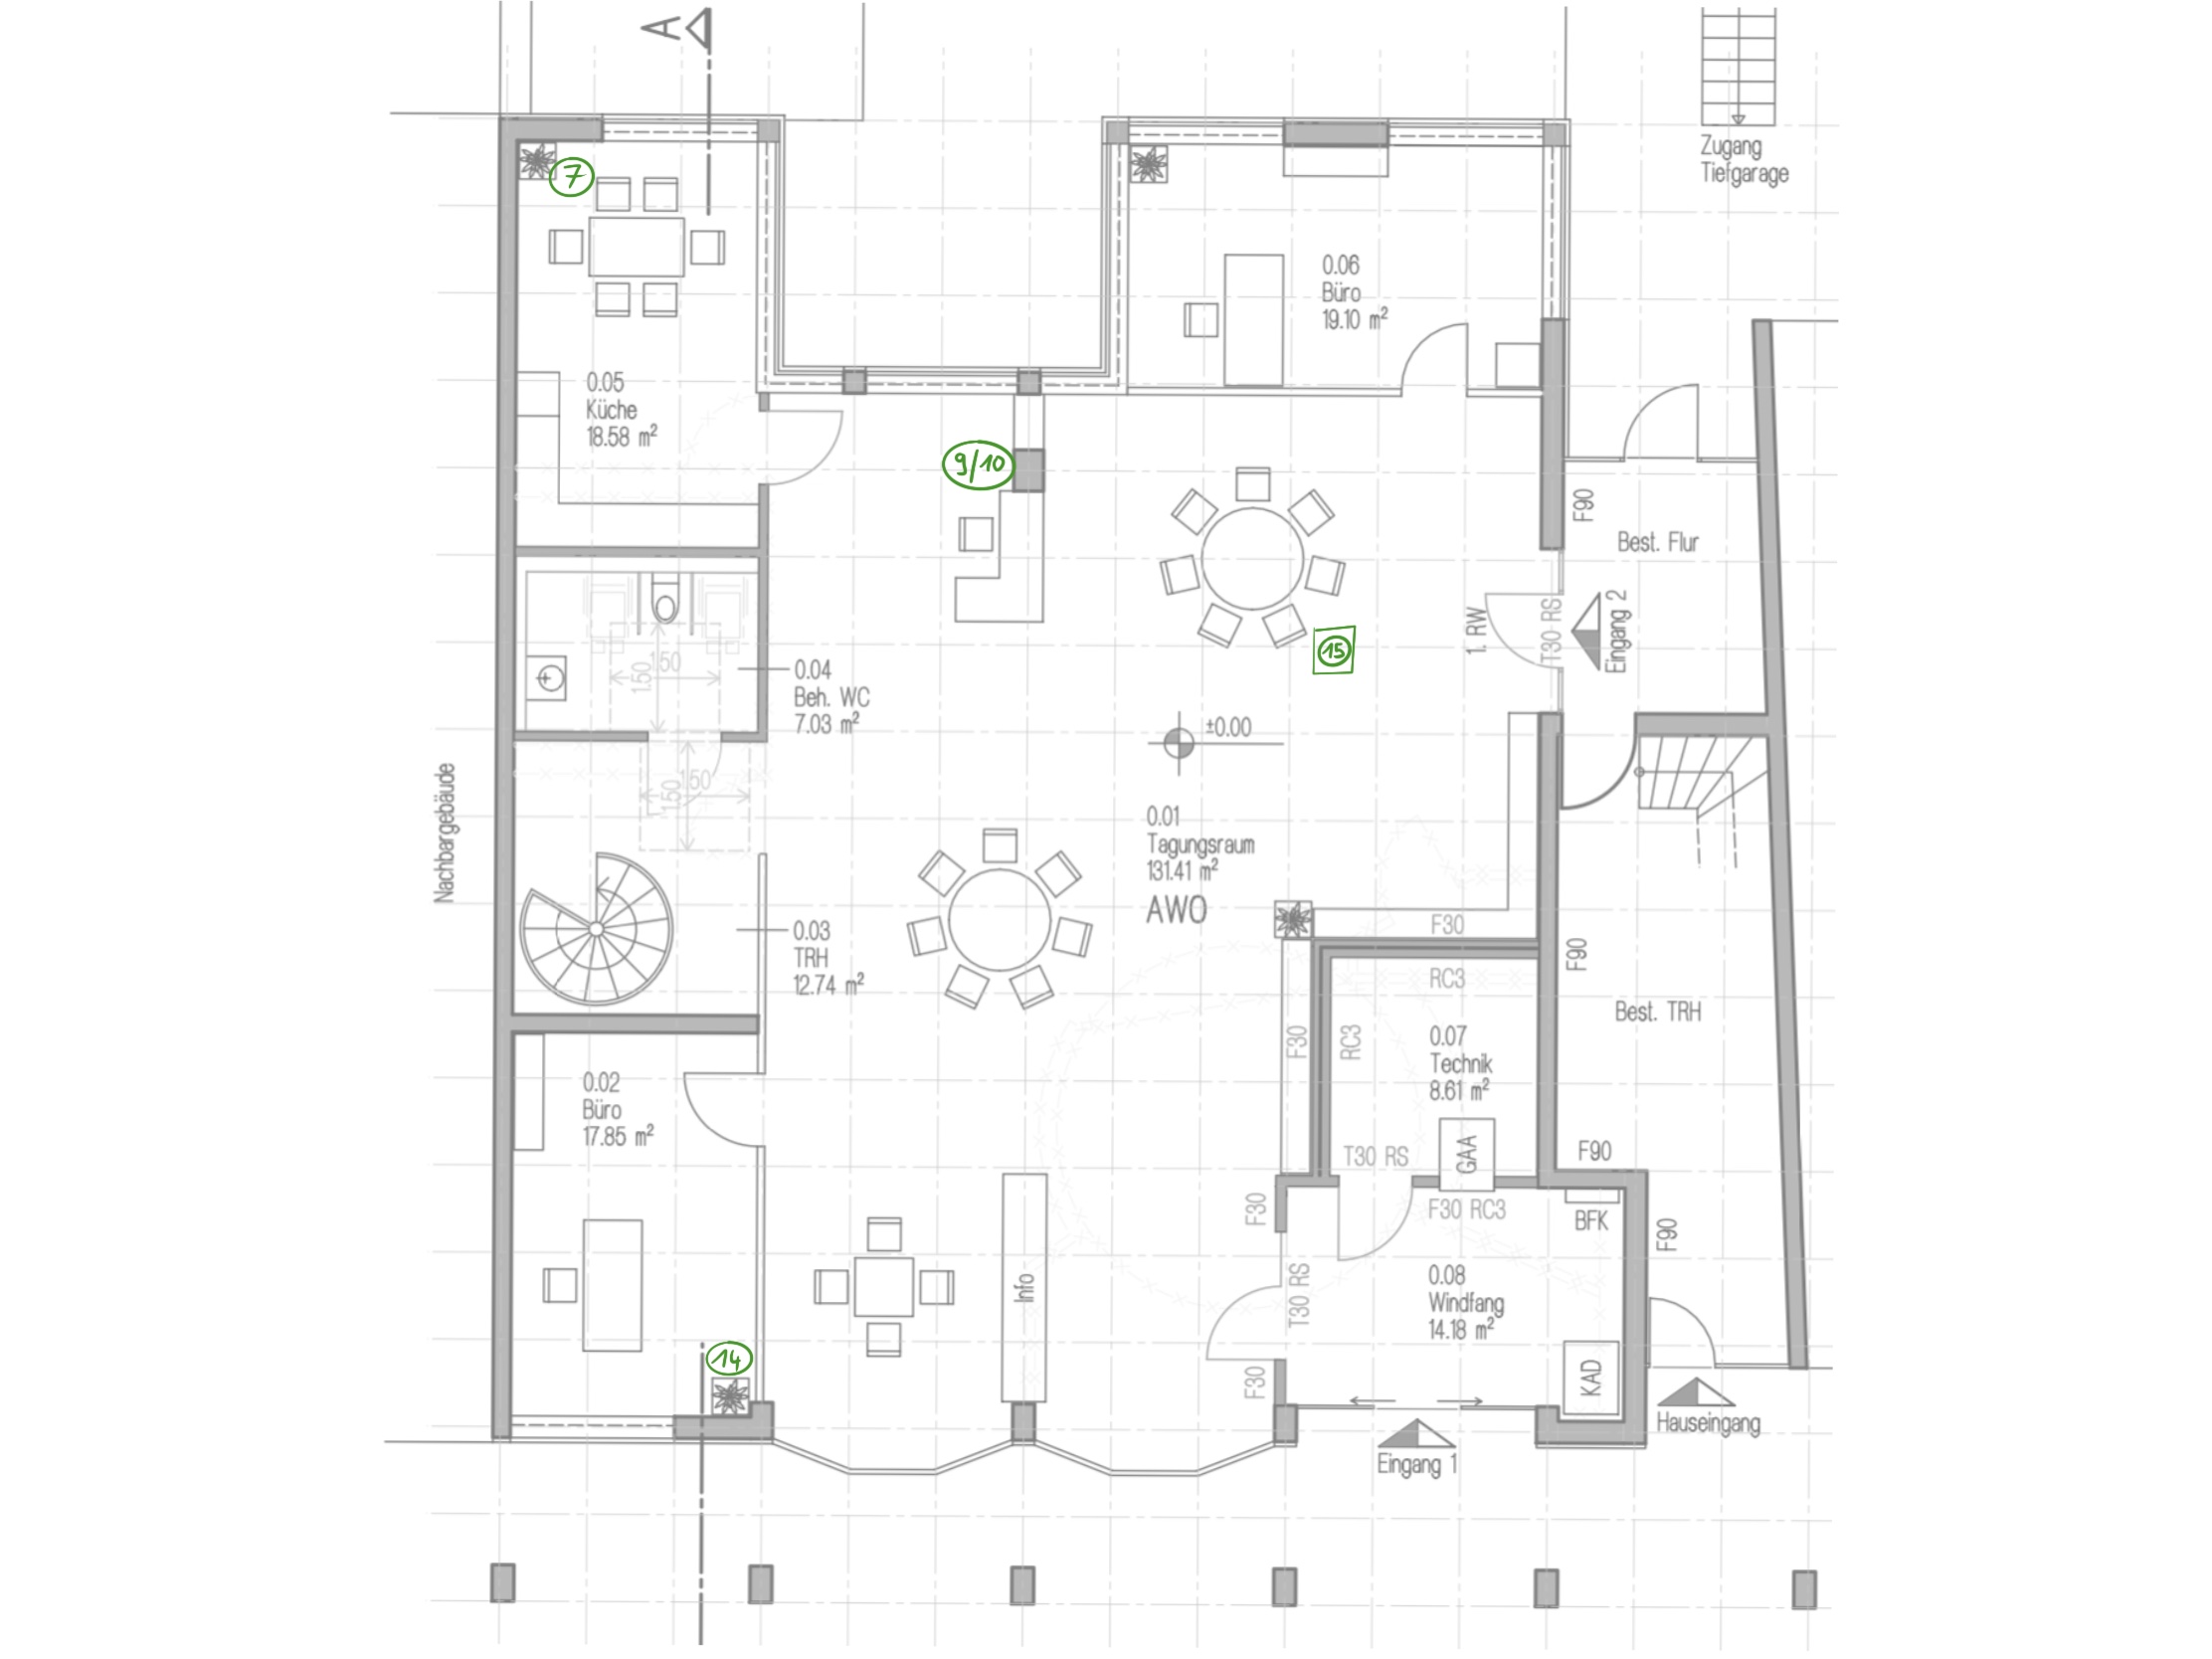 A
Zugang
Tiefgarage
7
0.06
Büro
19.10 m²
0.05
Küche
18.58 m²
9/10
F90
Best. Flur
1. RW
T30 RS
Eingang 2
15
150
150
0.04
Beh. WC
7.03 m²
±0.00
Nachbargebäude
150
150
0.01
Tagungsraum
131.41 m²
AWO
0.03
TRH
12.74 m²
F30
F90
RC3
Best. TRH
F30
RC3
0.07
Technik
8.61 m²
0.02
Büro
17.85 m²
T30 RS
GAA
F90
F30
F30 RC3
BFK
F90
Info
T30 RS
0.08
Windfang
14.18 m²
14
F30
KAD
Hauseingang
Eingang 1